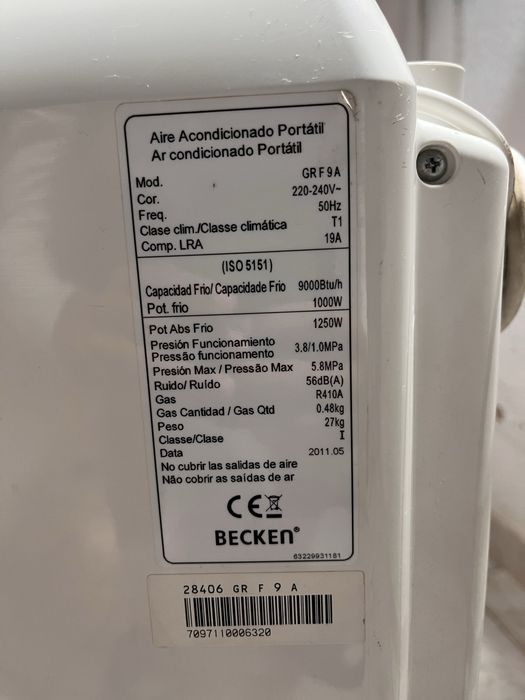 Aire Acondicionado Portátil
Ar condicionado Portátil
Mod. GR F 9 A
Cor. 220-240V~
Freq. 50Hz
Clase clim./Classe climática T1
Comp. LRA 19A
(ISO 5151)
Capacidad Frio/ Capacidade Frio 9000Btu/h
Pot. frio 1000W
Pot Abs Frio 1250W
Presión Funcionamiento
Pressão funcionamento 3.8/1.0MPa
Presión Max / Pressão Max 5.8MPa
Ruido/ Ruído 56dB(A)
Gas R410A
Gas Cantidad / Gas Qtd 0.48kg
Peso 27kg
Classe/Clase I
Data 2011.05
No cubrir las salidas de aire
Não cobrir as saídas de ar
CE
BECKEN®
63229931181
28406 GR F 9 A
7097110006320